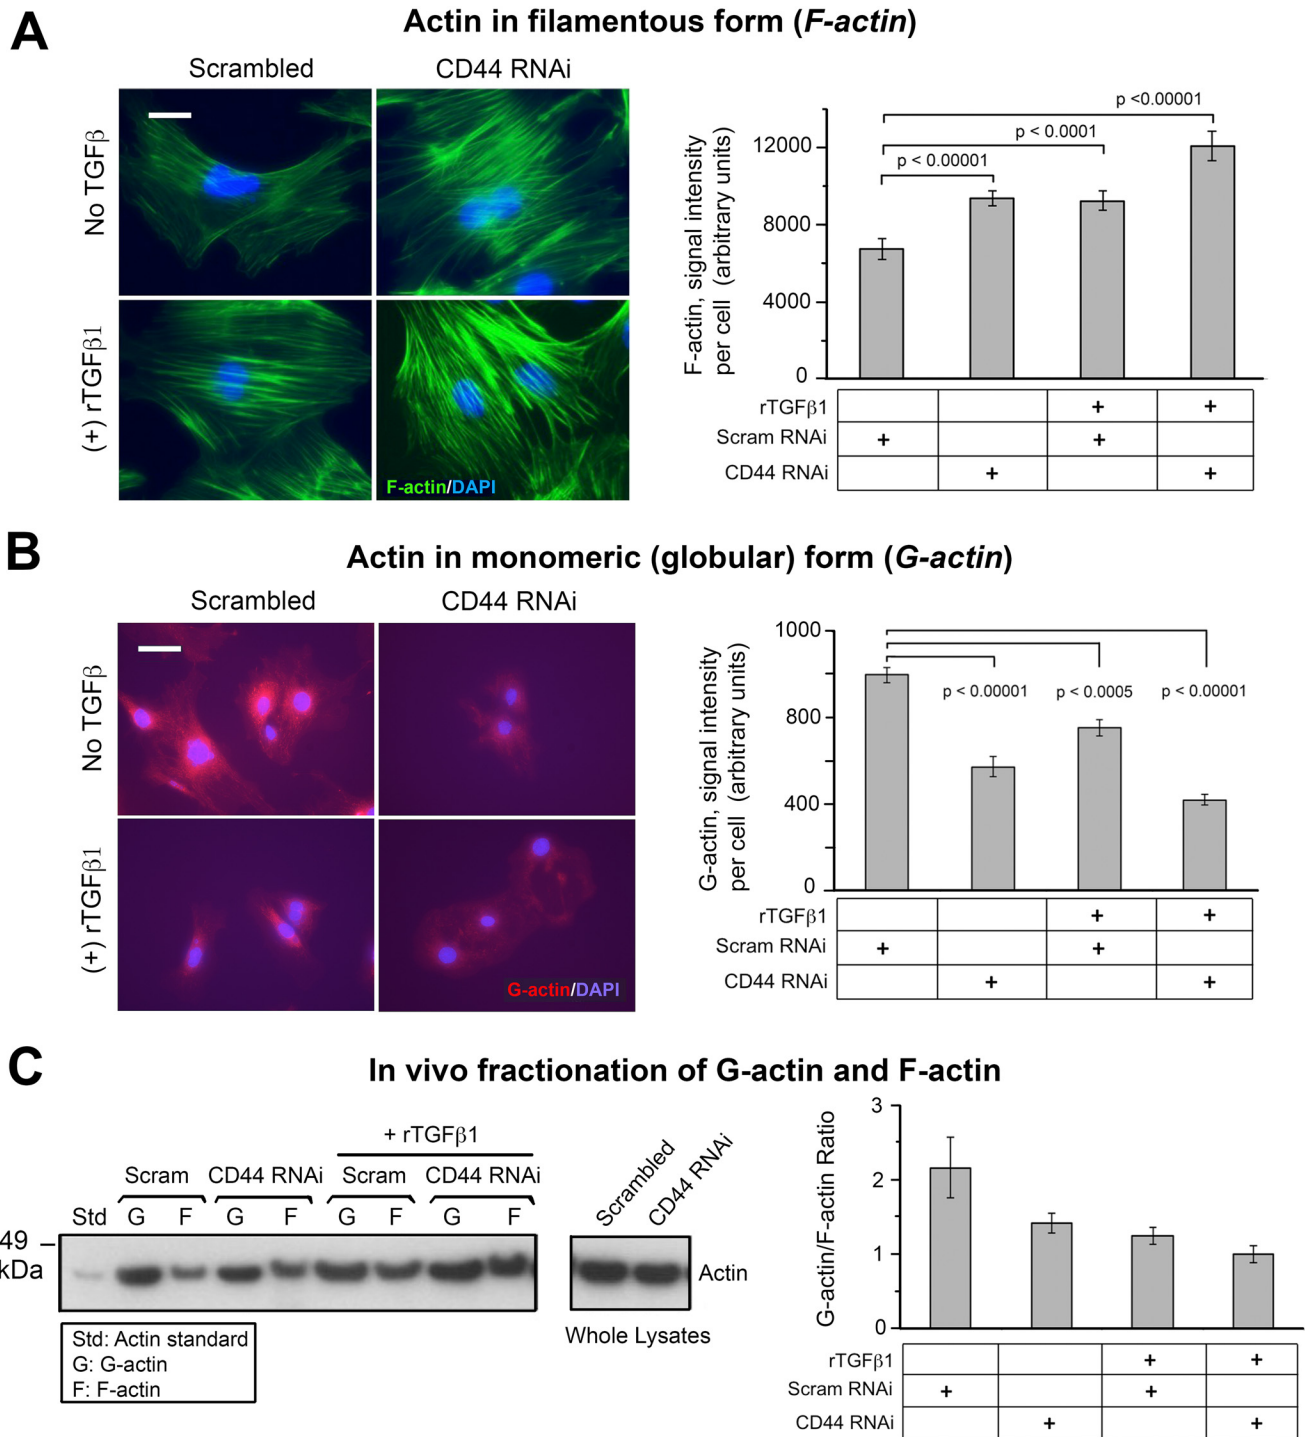 A
Actin in filamentous form (F-actin)
Scrambled
CD44 RNAi
No TGFβ
(+) rTGFβ1
F-actin/DAPI
F-actin, signal intensity
per cell (arbitrary units)
12000
8000
4000
0
p <0.00001
p < 0.0001
p < 0.00001
rTGFβ1 + +
Scram RNAi + +
CD44 RNAi + +
B
Actin in monomeric (globular) form (G-actin)
Scrambled
CD44 RNAi
No TGFβ
(+) rTGFβ1
G-actin/DAPI
G-actin, signal intensity
per cell (arbitrary units)
1000
800
400
0
p < 0.00001
p < 0.0005
p < 0.00001
rTGFβ1 + +
Scram RNAi + +
CD44 RNAi + +
C
In vivo fractionation of G-actin and F-actin
+ rTGFβ1
Scram CD44 RNAi Scram CD44 RNAi
Std G F G F G F G F
49
kDa
Scrambled
CD44 RNAi
Actin
Whole Lysates
Std: Actin standard
G: G-actin
F: F-actin
G-actin/F-actin Ratio
3
2
1
0
rTGFβ1 + +
Scram RNAi + +
CD44 RNAi + +